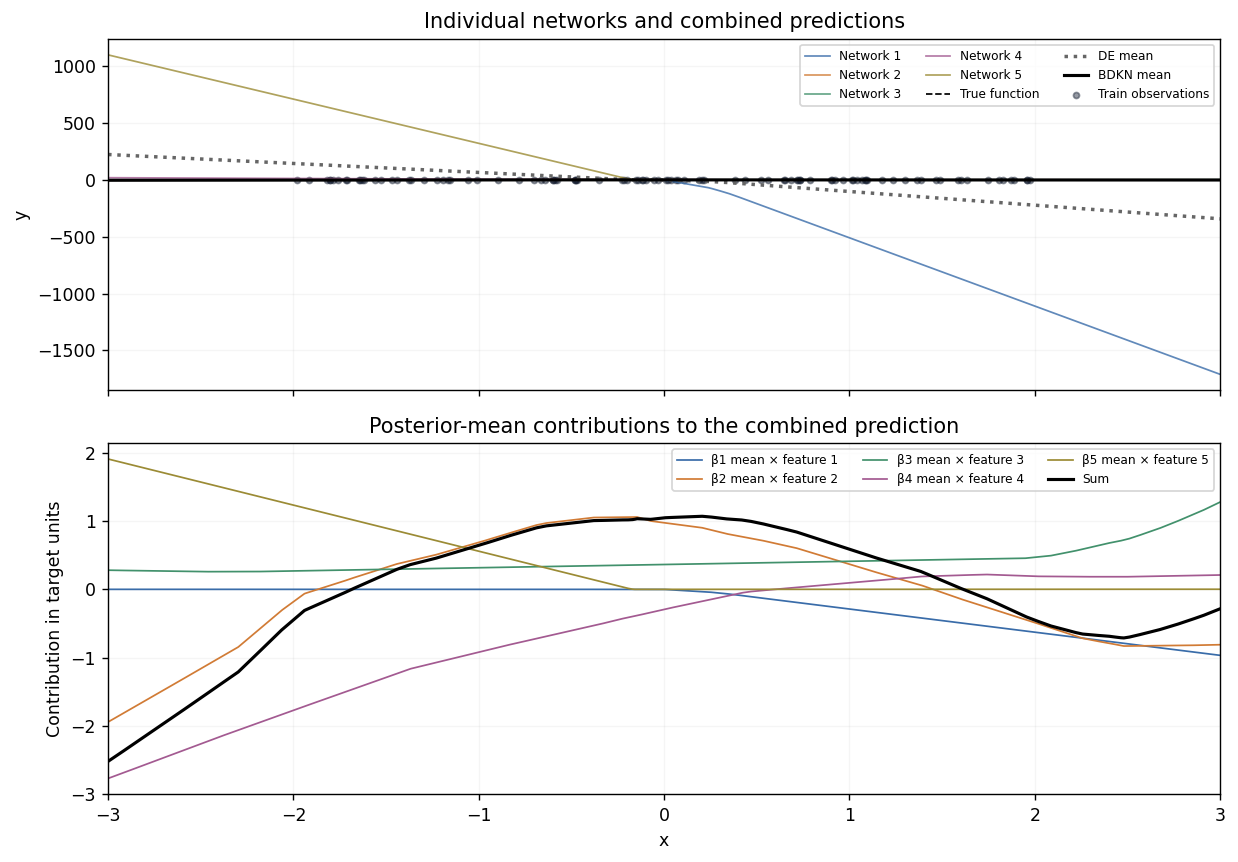 Individual networks and combined predictions
Network 1 Network 4 DE mean
Network 2 Network 5 BDKN mean
Network 3 True function Train observations
1000
500
0
−500
−1000
−1500
y
Posterior-mean contributions to the combined prediction
β1 mean × feature 1 β3 mean × feature 3 β5 mean × feature 5
β2 mean × feature 2 β4 mean × feature 4 Sum
2
1
0
−1
−2
−3
Contribution in target units
−3 −2 −1 0 1 2 3
x